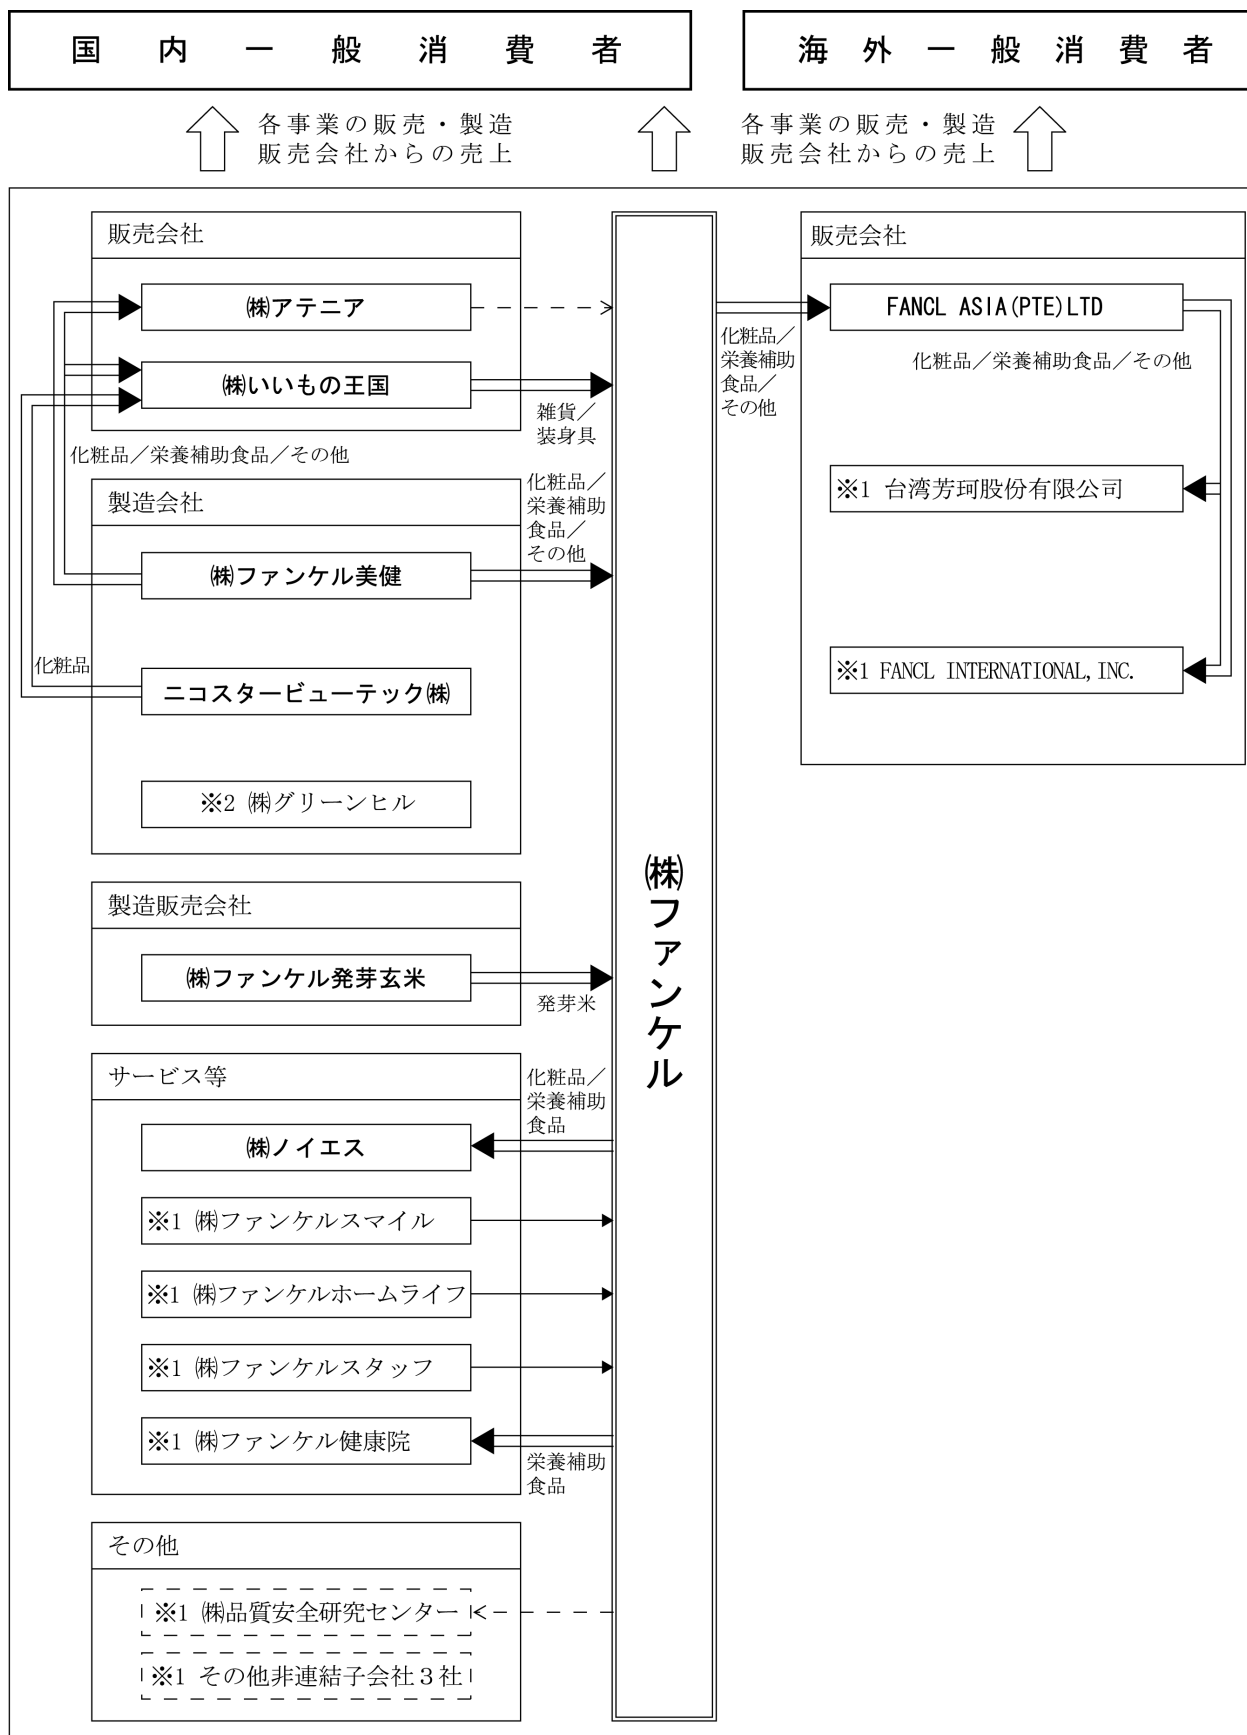 国内一般消費者
海外一般消費者
各事業の販売・製造
販売会社からの売上
各事業の販売・製造
販売会社からの売上
販売会社
㈱アテニア
㈱いいもの王国
雑貨／
装身具
化粧品／栄養補助食品／その他
製造会社
化粧品／
栄養補助
食品／
その他
㈱ファンケル美健
化粧品
ニコスタービューテック㈱
※2 ㈱グリーンヒル
製造販売会社
㈱ファンケル発芽玄米
発芽米
サービス等
化粧品／
栄養補助
食品
㈱ノイエス
※1 ㈱ファンケルスマイル
※1 ㈱ファンケルホームライフ
※1 ㈱ファンケルスタッフ
※1 ㈱ファンケル健康院
栄養補助
食品
その他
※1 ㈱品質安全研究センター
※1 その他非連結子会社３社
㈱ファンケル
販売会社
FANCL ASIA(PTE)LTD
化粧品／
栄養補助
食品／
その他
化粧品／栄養補助食品／その他
※1 台湾芳珂股份有限公司
※1 FANCL INTERNATIONAL,INC.